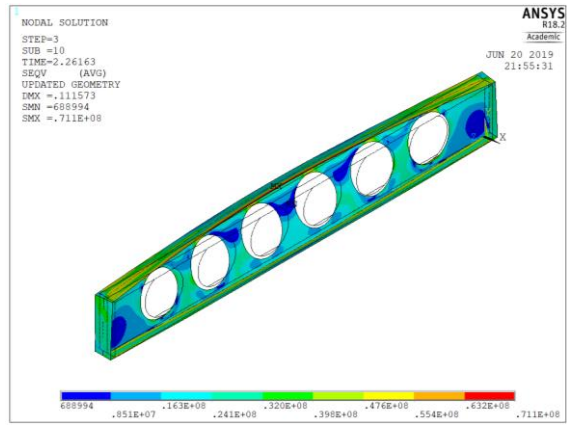 1
NODAL SOLUTION
STEP=3
SUB =10
TIME=2.26163
SEQV (AVG)
UPDATED GEOMETRY
DMX =.111573
SMN =688994
SMX =.711E+08
ANSYS
R18.2
Academic
JUN 20 2019
21:55:31
X
688994 .163E+08 .320E+08 .476E+08 .632E+08
.851E+07 .241E+08 .398E+08 .554E+08 .711E+08